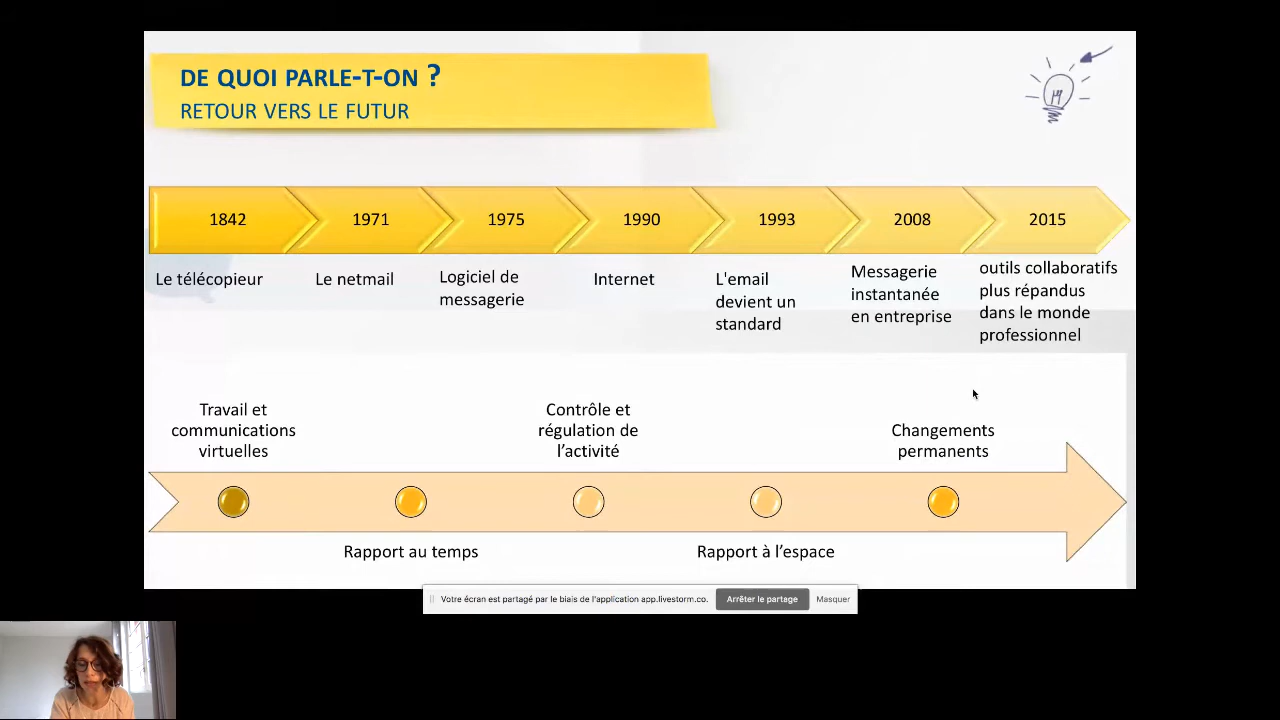 DE QUOI PARLE-T-ON ?
RETOUR VERS LE FUTUR
1842
1971
1975
1990
1993
2008
2015
Le télécopieur
Le netmail
Logiciel de
messagerie
Internet
L'email
devient un
standard
Messagerie
instantanée
en entreprise
outils collaboratifs
plus répandus
dans le monde
professionnel
Travail et
communications
virtuelles
Contrôle et
régulation de
l’activité
Changements
permanents
Rapport au temps
Rapport à l’espace
Votre écran est partagé par le biais de l'application app.livestorm.co.
Arrêter le partage
Masquer